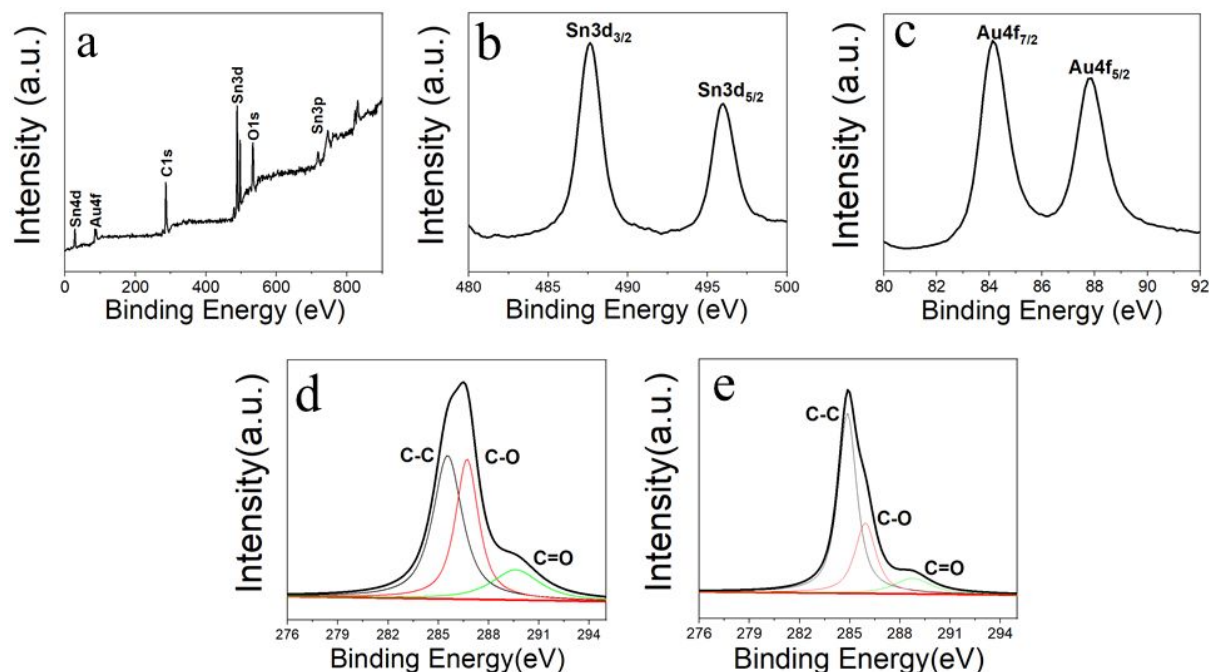 a
Intensity (a.u.)
Sn4d
Au4f
C1s
Sn3d
O1s
Sn3p
0 200 400 600 800
Binding Energy (eV)
b
Intensity (a.u.)
Sn3d3/2
Sn3d5/2
480 485 490 495 500
Binding Energy (eV)
c
Intensity (a.u.)
Au4f7/2
Au4f5/2
80 82 84 86 88 90 92
Binding Energy (eV)
d
Intensity(a.u.)
C-C
C-O
C=O
276 279 282 285 288 291 294
Binding Energy(eV)
e
Intensity(a.u.)
C-C
C-O
C=O
276 279 282 285 288 291 294
Binding Energy(eV)